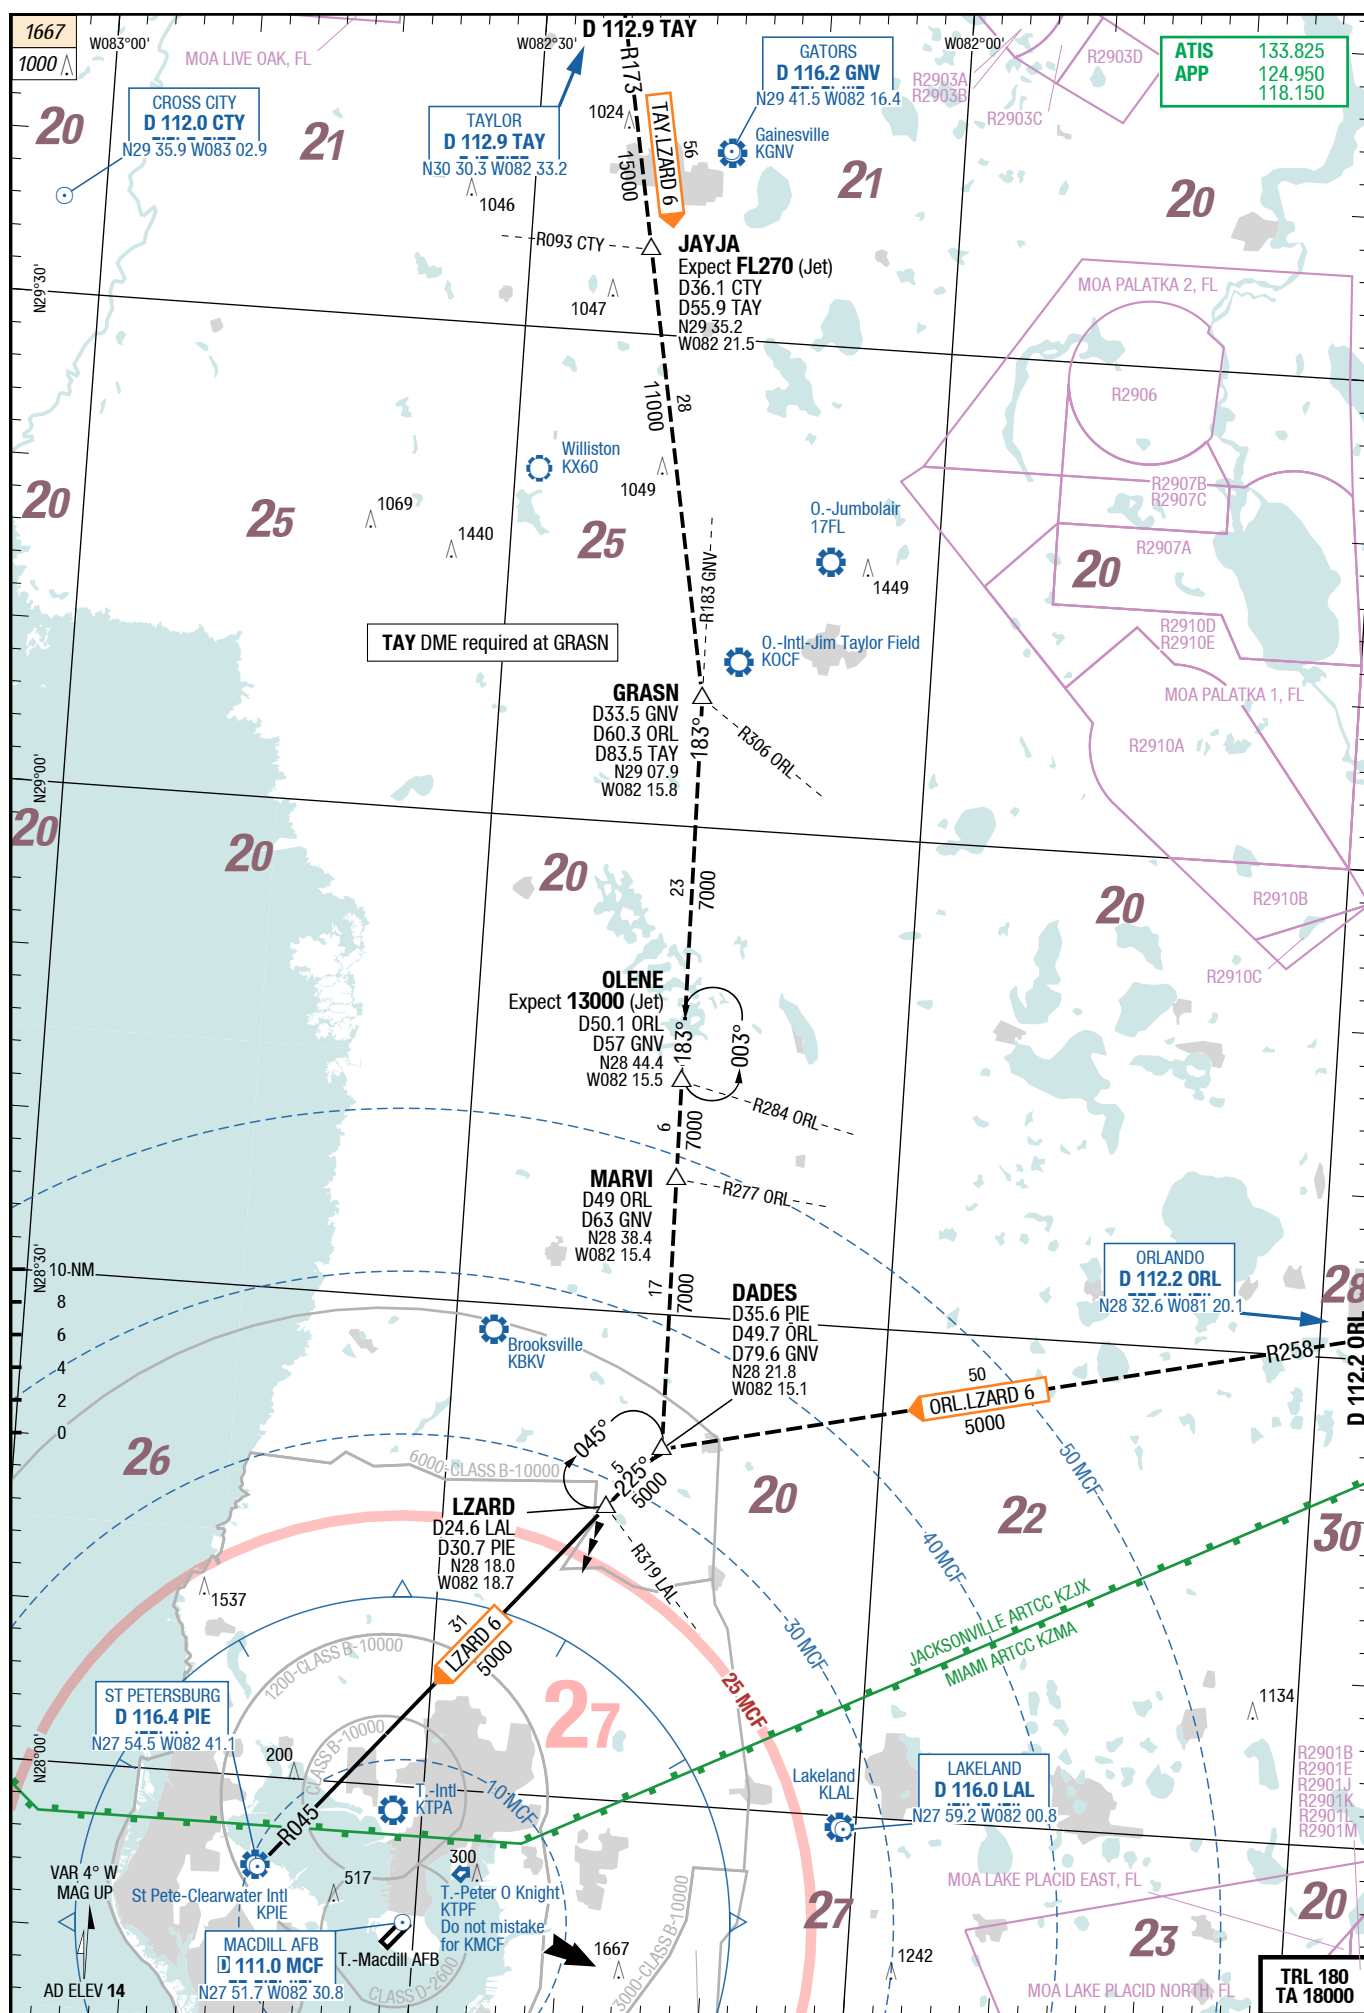 1667
1000
W083°00'
MOA LIVE OAK, FL
W082°30'
D 112.9 TAY
W082°00'
R2903D
R2903A
R2903B
R2903C
ATIS 133.825
APP 124.950
118.150
CROSS CITY
D 112.0 CTY
N29 35.9 W083 02.9
TAYLOR
D 112.9 TAY
N30 30.3 W082 33.2
GATORS
D 116.2 GNV
N29 41.5 W082 16.4
Gainesville
KGNV
20
21
21
20
1024
1046
R173
15000
TAY.LZARD 6
56
R093 CTY
JAYJA
Expect FL270 (Jet)
D36.1 CTY
D55.9 TAY
N29 35.2
W082 21.5
1047
N29°30'
MOA PALATKA 2, FL
R2906
11000
28
Williston
KX60
1049
1069
1440
20
25
25
O.-Jumbolair
17FL
1449
R2907B
R2907C
R2907A
20
R183 GNV
TAY DME required at GRASN
O.-Intl-Jim Taylor Field
KOCF
R2910D
R2910E
MOA PALATKA 1, FL
R2910A
GRASN
D33.5 GNV
D60.3 ORL
D83.5 TAY
N29 07.9
W082 15.8
183°
R306 ORL
N29°00'
20
20
20
20
23
7000
R2910B
R2910C
OLENE
Expect 13000 (Jet)
D50.1 ORL
D57 GNV
N28 44.4
W082 15.5
183°
003°
R284 ORL
6
7000
MARVI
D49 ORL
D63 GNV
N28 38.4
W082 15.4
R277 ORL
17
7000
N28°30'
10 NM
8
6
4
2
0
Brooksville
KBKV
DADES
D35.6 PIE
D49.7 ORL
D79.6 GNV
N28 21.8
W082 15.1
ORLANDO
D 112.2 ORL
N28 32.6 W081 20.1
28
D 112.2 ORL
R258
50
ORL.LZARD 6
5000
26
6000-CLASS B-10000
045°
5
225°
5000
20
22
30
50 MCF
40 MCF
30 MCF
25 MCF
10 MCF
LZARD
D24.6 LAL
D30.7 PIE
N28 18.0
W082 18.7
R319 LAL
1537
31
LZARD 6
5000
JACKSONVILLE ARTCC KZJX
MIAMI ARTCC KZMA
1200-CLASS B-10000
CLASS B-10000
27
ST PETERSBURG
D 116.4 PIE
N27 54.5 W082 41.1
200
N28°00'
1134
T.-Intl
KTPA
Lakeland
KLAL
LAKELAND
D 116.0 LAL
N27 59.2 W082 00.8
R2901B
R2901E
R2901J
R2901K
R2901L
R2901M
R045
VAR 4° W
MAG UP
St Pete-Clearwater Intl
KPIE
517
300
T.-Peter O Knight
KTPF
Do not mistake
for KMCF
MOA LAKE PLACID EAST, FL
27
20
23
MACDILL AFB
D 111.0 MCF
N27 51.7 W082 30.8
T.-Macdill AFB
CLASS D-2600
3000-CLASS B-10000
1667
1242
AD ELEV 14
MOA LAKE PLACID NORTH, FL
TRL 180
TA 18000